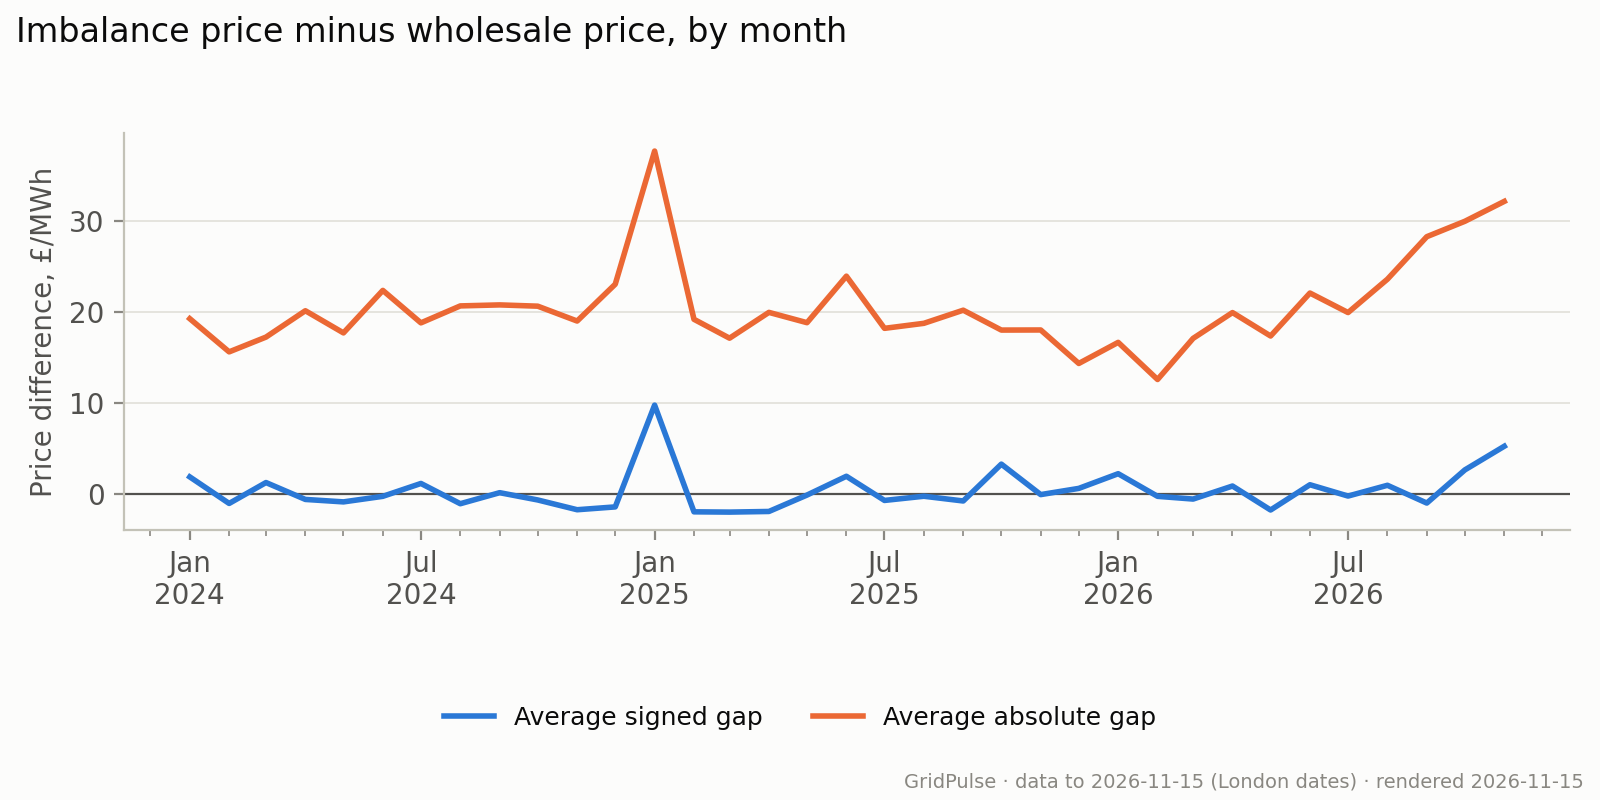 Imbalance price minus wholesale price, by month
Price difference, £/MWh
30
20
10
0
Jan
2024
Jul
2024
Jan
2025
Jul
2025
Jan
2026
Jul
2026
Average signed gap
Average absolute gap
GridPulse · data to 2026-11-15 (London dates) · rendered 2026-11-15